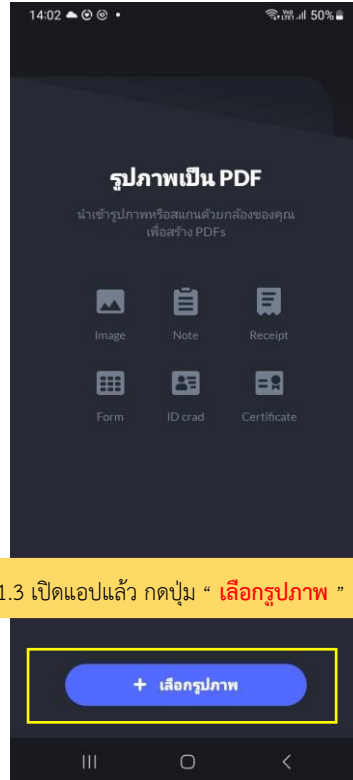 14:02
50%
รูปภาพเป็น PDF
นำเข้ารูปภาพหรือสแกนด้วยกล้องของคุณ
เพื่อสร้าง PDFs
Image Note Receipt
Form ID crad Certificate
1.3 เปิดแอปแล้ว กดปุ่ม “ เลือกรูปภาพ ”
+ เลือกรูปภาพ